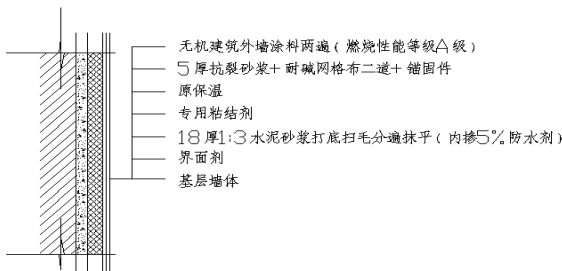 无机建筑外墙涂料两遍(燃烧性能等级A级)
5厚抗裂砂浆+耐碱网格布二道+锚固件
原保温
专用粘结剂
18厚1:3水泥砂浆打底扫毛分遍抹平(内掺5%防水剂)
界面剂
基层墙体